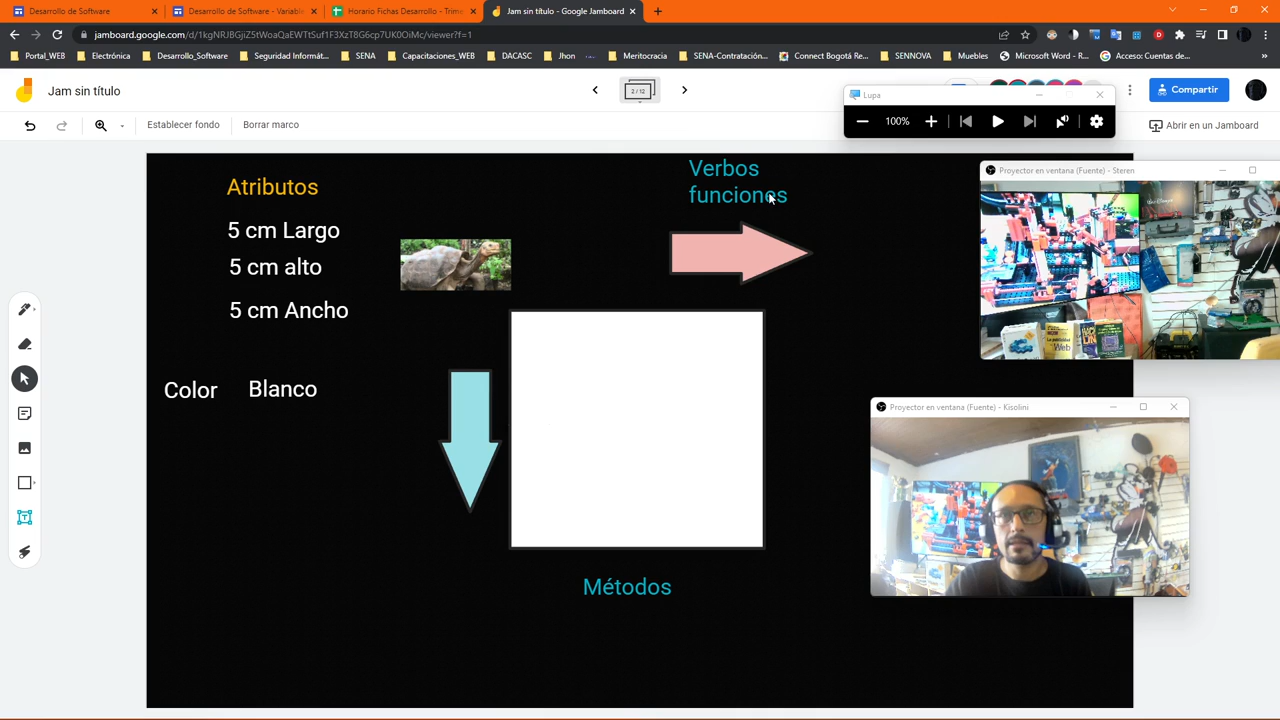 Desarrollo de Software
Desarrollo de Software - Variable
Horario Fichas Desarrollo - Trime
Jam sin título - Google Jamboard
jamboard.google.com/d/1kgNRJ8GjiZ5tWoaQaEWTtSuf1F3XzT8G6cp7UK0OiMc/viewer?f=1
Portal_WEB
Electrónica
Desarrollo_Software
Seguridad Informát...
SENA
Capacitaciones_WEB
DACASC
Jhon
Meritocracia
SENA-Contratación...
Connect Bogotá Re...
SENNOVA
Muebles
Microsoft Word - R...
Acceso: Cuentas de...
Jam sin título
2 / 12
Compartir
Lupa
100%
Establecer fondo
Borrar marco
Abrir en un Jamboard
Atributos
5 cm Largo
5 cm alto
5 cm Ancho
Color
Blanco
Verbos
funciones
Métodos
Proyector en ventana (Fuente) - Steren
Web
Proyector en ventana (Fuente) - Kisolini